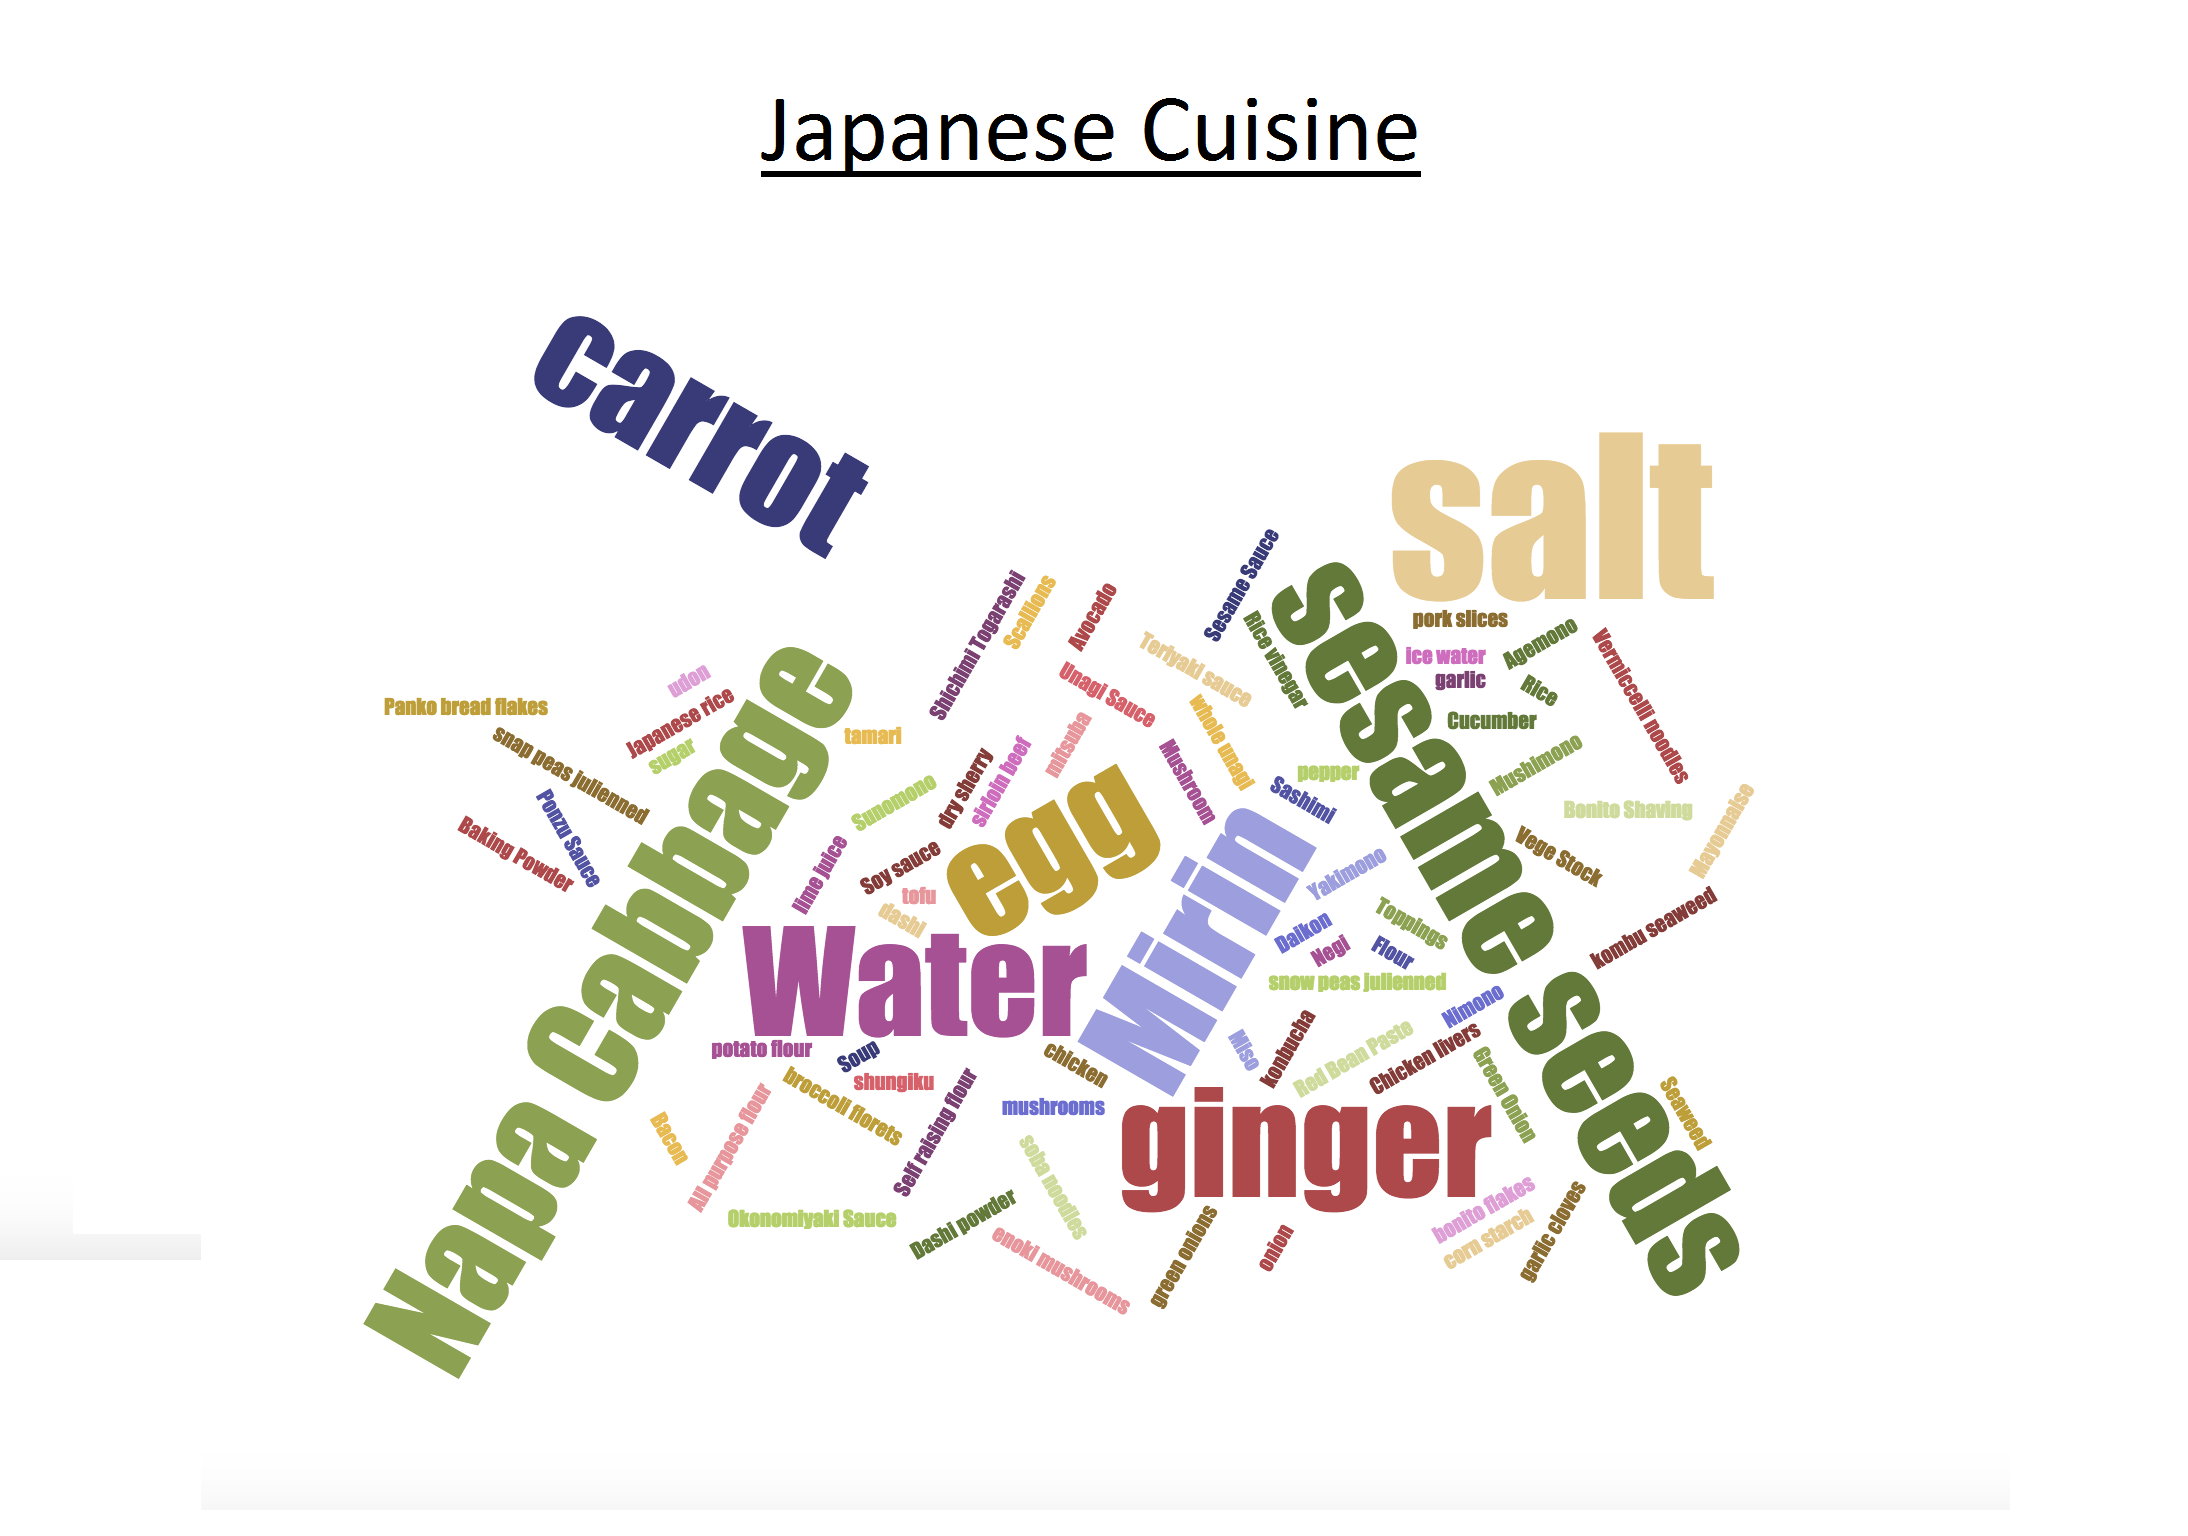 Japanese Cuisine
carrot
salt
Sesame Sauce
sesame seeds
Shichimi Togarashi
Scallions
Avocado
Teriyaki sauce
Rice vinegar
pork slices
Agemono
Vermiccelli noodles
ice water
garlic
Rice
Cucumber
udon
Japanese rice
sugar
Panko bread flakes
snap peas julienned
Napa Cabbage
tamari
Unagi Sauce
mitsuba
whole unagi
Mushroom
pepper
Sashimi
Mushimono
Bonito Shaving
Mayonnaise
Ponzu Sauce
Baking Powder
Sunomono
dry sherry
sirloin beef
egg
lime juice
Soy sauce
tofu
dashi
Mirin
Yakimono
Vege Stock
Toppings
Daikon
Negi
Flour
kombu seaweed
snow peas julienned
Water
Nimono
potato flour
Soup
shungiku
chicken
Miso
konbucha
Red Bean Paste
Chicken livers
Green Onion
Seaweed
broccoli florets
All purpose flour
Bacon
Self raising flour
mushrooms
ginger
soba noodles
Okonomiyaki Sauce
Dashi powder
enoki mushrooms
green onions
onion
bonito flakes
corn starch
garlic cloves